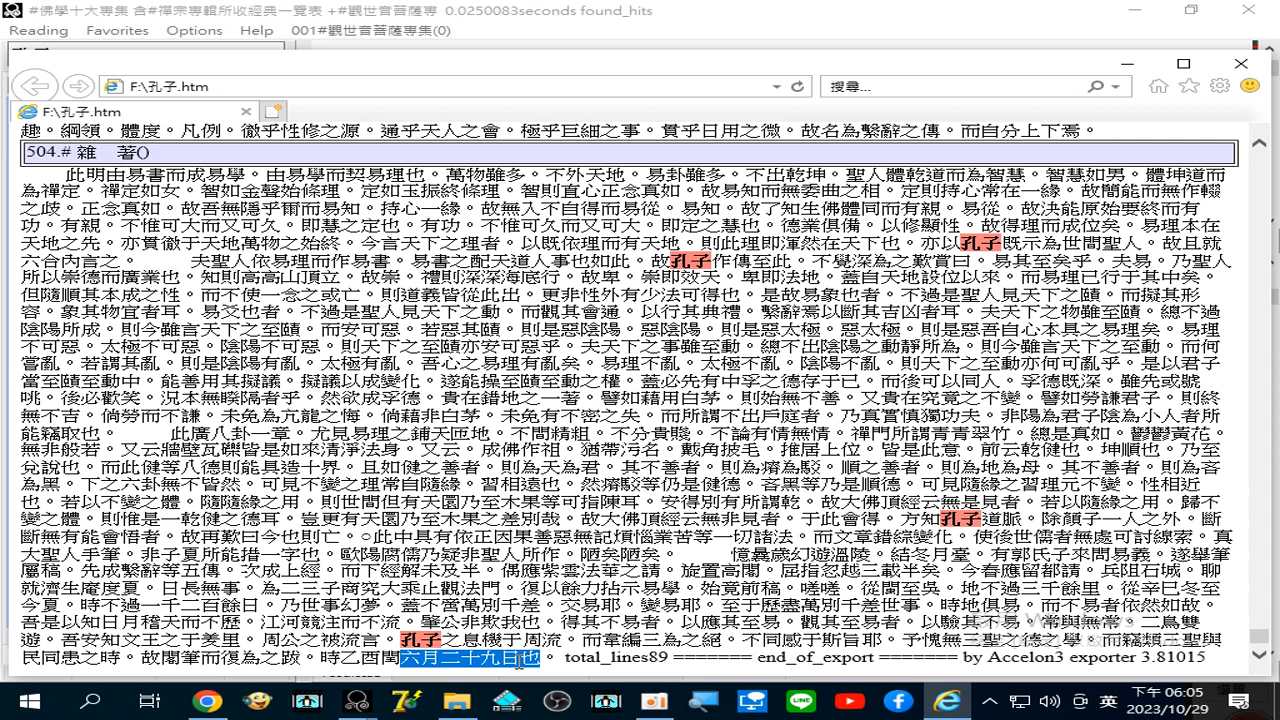 #佛學十大專集 含#禪宗專輯所收經典一覽表 +#觀世音菩薩專 0.0250083seconds found_hits
Reading Favorites Options Help 001#觀世音菩薩專集(0)
F:\孔子.htm 搜尋...
F:\孔子.htm
趣。綱領。體度。凡例。徹乎性修之源。通乎天人之會。極乎巨細之事。貫乎日用之微。故名為繫辭之傳。而自分上下焉。
504.# 雜 著()
此明由易書而成易學。由易學而契易理也。萬物雖多。不外天地。易卦雖多。不出乾坤。聖人體乾道而為智慧。智慧如男。體坤道而
為禪定。禪定如女。智如金聲始條理。定如玉振終條理。智則直心正念真如。故易知而無委曲之相。定則持心常在一緣。故簡能而無作輟
之歧。正念真如。故吾無隱乎爾而易知。持心一緣。故無入不自得而易從。易知。故了知生佛體同而有親。易從。故決能原始要終而有
功。有親。不惟可大而又可久。即慧之定也。有功。不惟可久而又可大。即定之慧也。德業俱備。以修顯性。故得理而成位矣。易理本在
天地之先。亦貫徹于天地萬物之始終。今言天下之理者。以既依理而有天地。則此理即渾然在天下也。亦以孔子既示為世間聖人。故且就
六合內言之。 夫聖人依易理而作易書。易書之配天道人事也如此。故孔子作傳至此。不覺深為之歎賞曰。易其至矣乎。夫易。乃聖人
所以崇德而廣業也。知則高高山頂立。故崇。禮則深深海底行。故卑。崇即效天。卑即法地。蓋自天地設位以來。而易理已行于其中矣。
但隨順其本成之性。而不使一念之或亡。則道義皆從此出。更非性外有少法可得也。是故易象也者。不過是聖人見天下之賾。而擬其形
容。象其物宜者耳。易爻也者。不過是聖人見天下之動。而觀其會通。以行其典禮。繫辭焉以斷其吉凶者耳。夫天下之物雖至賾。總不過
陰陽所成。則今雖言天下之至賾。而安可惡。若惡其賾。則是惡陰陽。惡陰陽。則是惡太極。惡太極。則是惡吾自心本具之易理矣。易理
不可惡。太極不可惡。陰陽不可惡。則天下之至賾亦安可惡乎。夫天下之事雖至動。總不出陰陽之動靜所為。則今雖言天下至動。而何
嘗亂。若謂其亂。則是陰陽有亂。太極有亂。吾心之易理有亂矣。易理不亂。太極不亂。陰陽不亂。則天下之至動亦何可亂乎。是以君子
當至賾至動中。能善用其擬議。擬議以成變化。遂能操至賾至動之權。蓋必先有中孚之德存于已。而後可以同人。孚德既深。雖先或號
咷。後必歡笑。況本無暌隔者乎。然欲成孚德。貴在錯地之一著。譬如藉用白茅。則始無不善。又貴在究竟之不變。譬如勞謙君子。則終
無不吉。倘勞而不謙。未免為亢龍之悔。倘藉非白茅。未免有不密之失。而所謂不出戶庭者。乃真實慎獨功夫。非陽為君子陰為小人者所
能竊取也。 此廣八卦一章。尤見易理之鋪天匝地。不間精粗。不分貴賤。不論有情無情。禪門所謂青青翠竹。總是真如。鬱鬱黃花。
無非般若。又云牆壁瓦礫皆是如來清淨法身。又云。成佛作祖。猶帶污名。戴角披毛。推居上位。皆是此意。前云乾健也。坤順也。乃至
兌說也。而此健等八德則能具造十界。且如健之善者。則為天為君。其不善者。則為瘠為駁。順之善者。則為地為母。其不善者。則為吝
為黑。下之六卦無不皆然。可見不變之理常自隨緣。習相遠也。然瘠駁等仍是健德。吝黑等乃是順德。可見隨緣之習理元不變。性相近
也。若以不變之體。隨隨緣之用。則世間但有天圜乃至木果等可指陳耳。安得別有所謂乾。故大佛頂經云無是見者。若以隨緣之用。歸不
變之體。則惟是一乾健之德耳。豈更有天圜乃至木果之差別哉。故大佛頂經云無非見者。于此會得。方知孔子道脈。除顏子一人之外。斷
斷無有能會悟者。故再歎曰今也則亡。○此中具有依正因果善惡無記煩惱業苦等一切諸法。而文章錯綜變化。使後世儒者無處可討線索。真
大聖人手筆。非子夏所能措一字也。歐陽腐儒乃疑非聖人所作。陋矣陋矣。 憶曩歲幻遊溫陵。結冬月臺。有郭氏子來問易義。遂舉筆
屬稿。先成繫辭等五傳。次成上經。而下經解未及半。偶應紫雲法華之請。旋置高閣。屈指忽越三載半矣。今春應留都請。兵阻石城。聊
就濟生庵度夏。日長無事。為二三子商究大乘止觀法門。復以餘力拈示易學。始竟前稿。嗟嗟。從閩至吳。地不過三千餘里。從辛巳冬至
今夏。時不過一千二百餘日。乃世事幻夢。蓋不啻萬別千差。交易耶。變易耶。至于歷盡萬別千差世事。時地俱易。而不易者依然如故。
吾是以知日月稽天而不歷。江河競注而不流。肇公非欺我也。得其不易者。以應其至易。觀其至易者。以驗其不易。常與無常。二鳥雙
遊。吾安知文王之于羑里。周公之被流言。孔子之息機于周流。而韋編三為之絕。不同感于斯旨耶。予愧無三聖之德之學。而竊類三聖與
民同患之時。故閣筆而復為之跋。時乙酉閏六月二十九日也。 total_lines89 ======= end_of_export ======= by Accelon3 exporter 3.81015
英 下午 06:05
2023/10/29